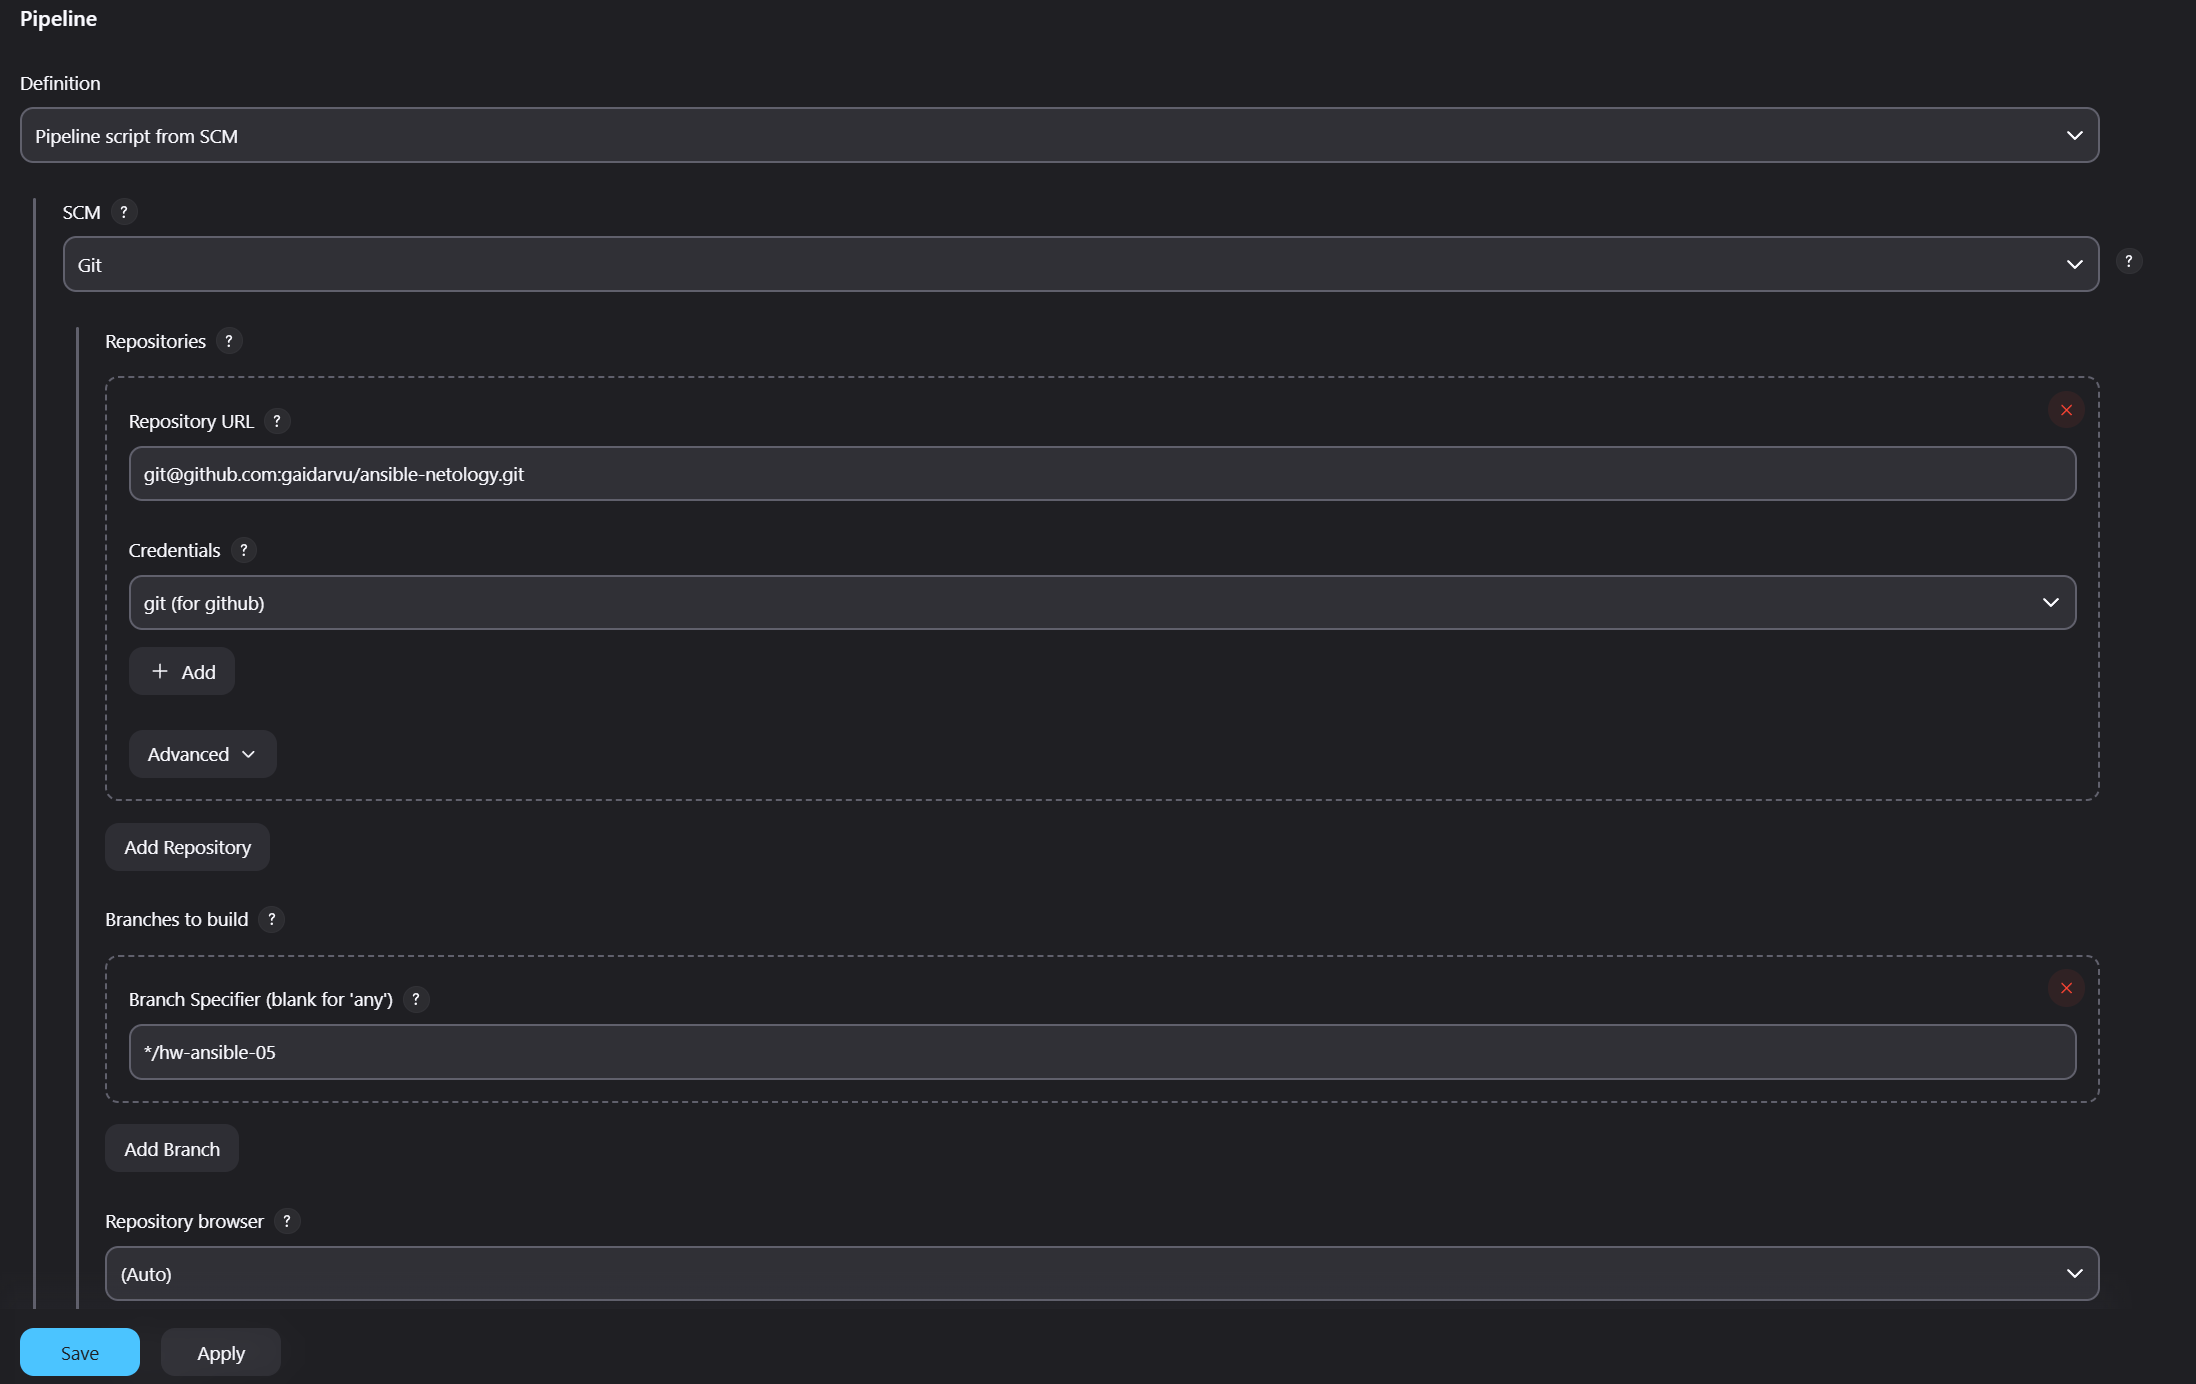 Pipeline
Definition
Pipeline script from SCM
SCM ?
Git
?
Repositories ?
Repository URL ?
git@github.com:gaidarvu/ansible-netology.git
Credentials ?
git (for github)
+ Add
Advanced
Add Repository
Branches to build ?
Branch Specifier (blank for 'any') ?
*/hw-ansible-05
Add Branch
Repository browser ?
(Auto)
Save Apply